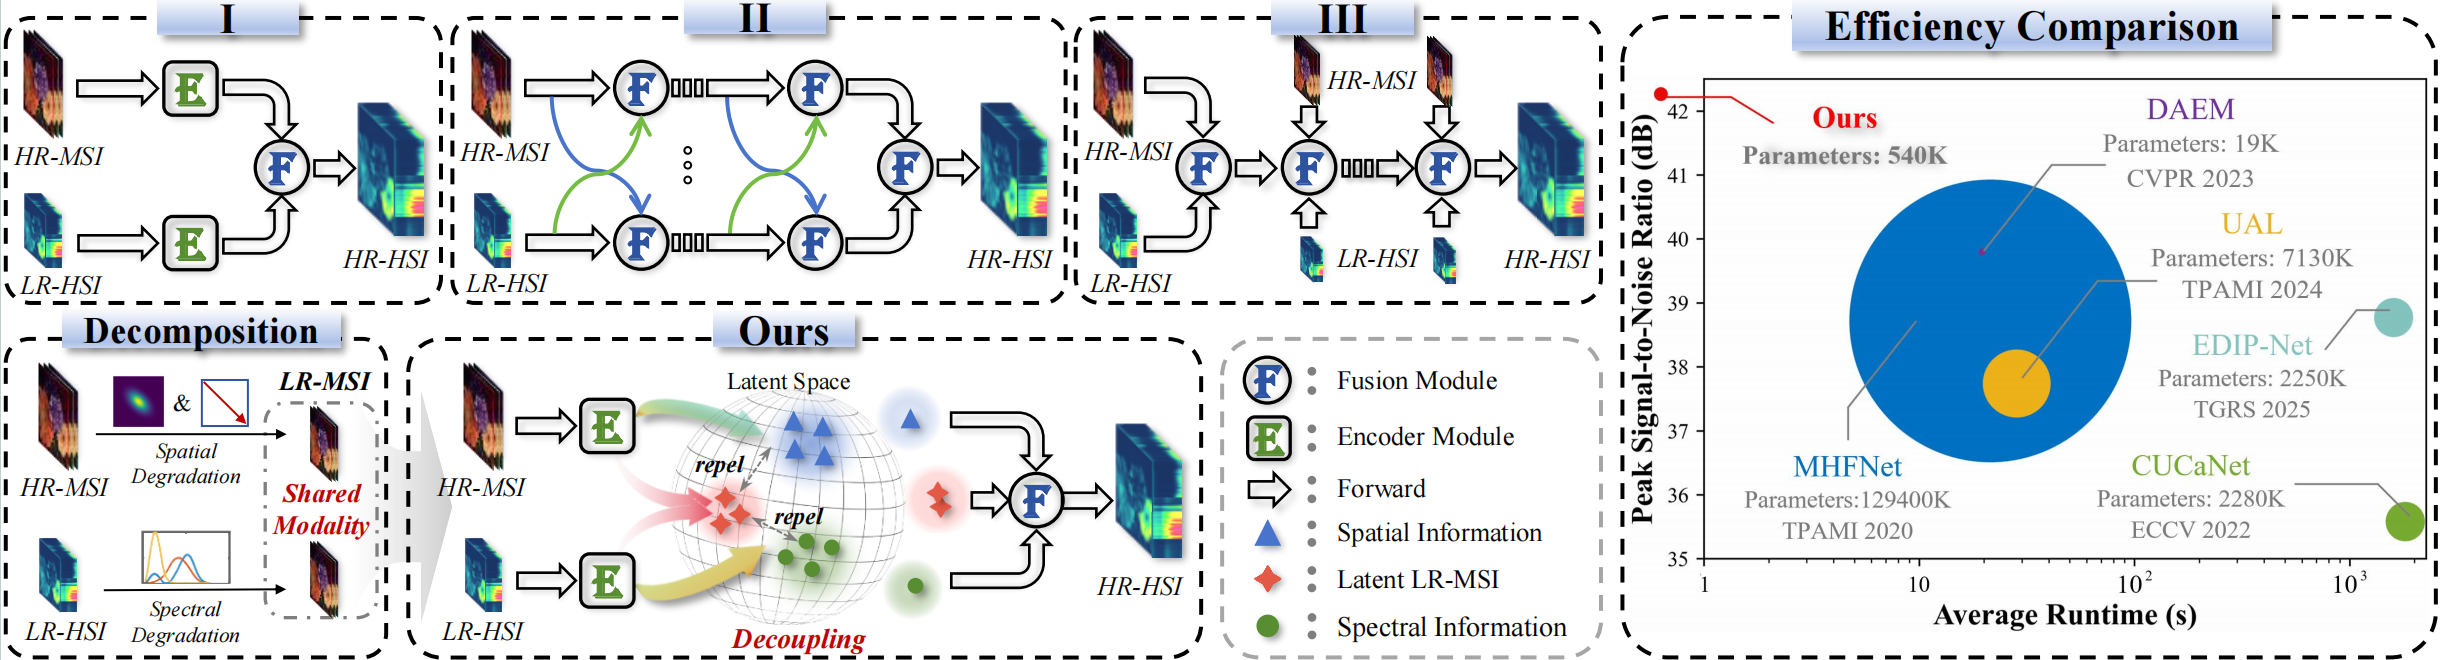 I
HR-MSI
E
F
E
LR-HSI
HR-HSI
II
HR-MSI
F
F
F
F
F
LR-HSI
HR-HSI
III
HR-MSI
HR-MSI
F
F
F
LR-HSI
LR-HSI
HR-HSI
Decomposition
HR-MSI
&
Spatial
Degradation
LR-MSI
Shared
Modality
LR-HSI
Spectral
Degradation
Ours
HR-MSI
E
Latent Space
repel
repel
F
E
LR-HSI
Decoupling
HR-HSI
F
Fusion Module
E
Encoder Module
Forward
Spatial Information
Latent LR-MSI
Spectral Information
Efficiency Comparison
Peak Signal-to-Noise Ratio (dB)
42
41
40
39
38
37
36
35
Ours
Parameters: 540K
DAEM
Parameters: 19K
CVPR 2023
UAL
Parameters: 7130K
TPAMI 2024
EDIP-Net
Parameters: 2250K
TGRS 2025
MHFNet
Parameters:129400K
TPAMI 2020
CUCaNet
Parameters: 2280K
ECCV 2022
1
10
10²
10³
Average Runtime (s)